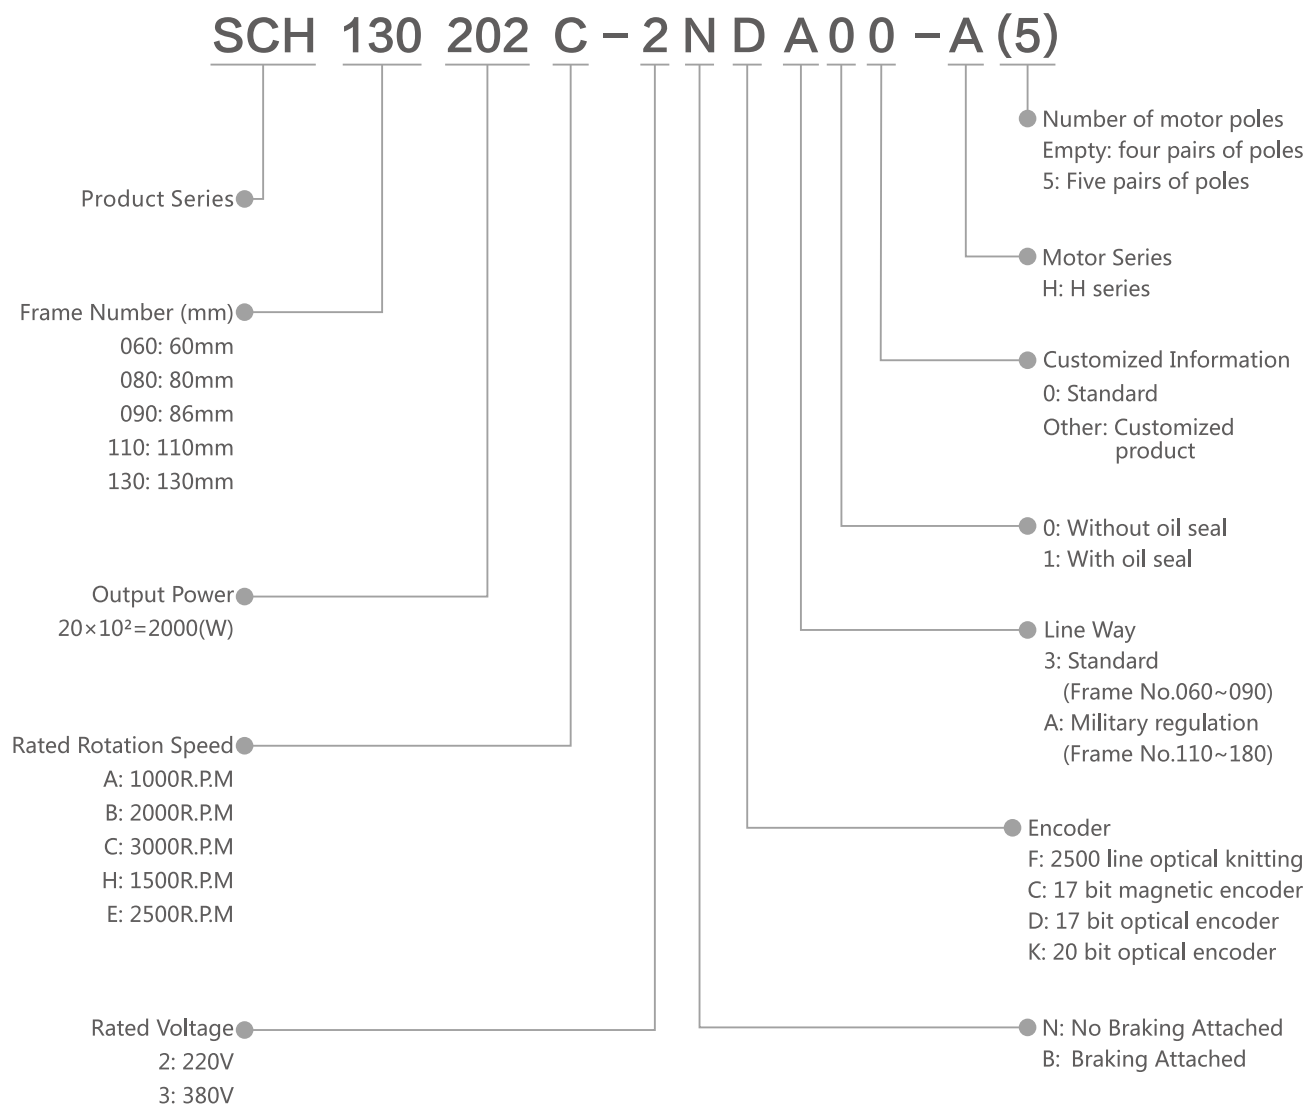 SCH 130 202 C - 2 N D A 0 0 - A (5)
Product Series
Frame Number (mm)
060: 60mm
080: 80mm
090: 86mm
110: 110mm
130: 130mm
Output Power
20×10²=2000(W)
Rated Rotation Speed
A: 1000R.P.M
B: 2000R.P.M
C: 3000R.P.M
H: 1500R.P.M
E: 2500R.P.M
Rated Voltage
2: 220V
3: 380V
Number of motor poles
Empty: four pairs of poles
5: Five pairs of poles
Motor Series
H: H series
Customized Information
0: Standard
Other: Customized
product
0: Without oil seal
1: With oil seal
Line Way
3: Standard
(Frame No.060~090)
A: Military regulation
(Frame No.110~180)
Encoder
F: 2500 line optical knitting
C: 17 bit magnetic encoder
D: 17 bit optical encoder
K: 20 bit optical encoder
N: No Braking Attached
B: Braking Attached